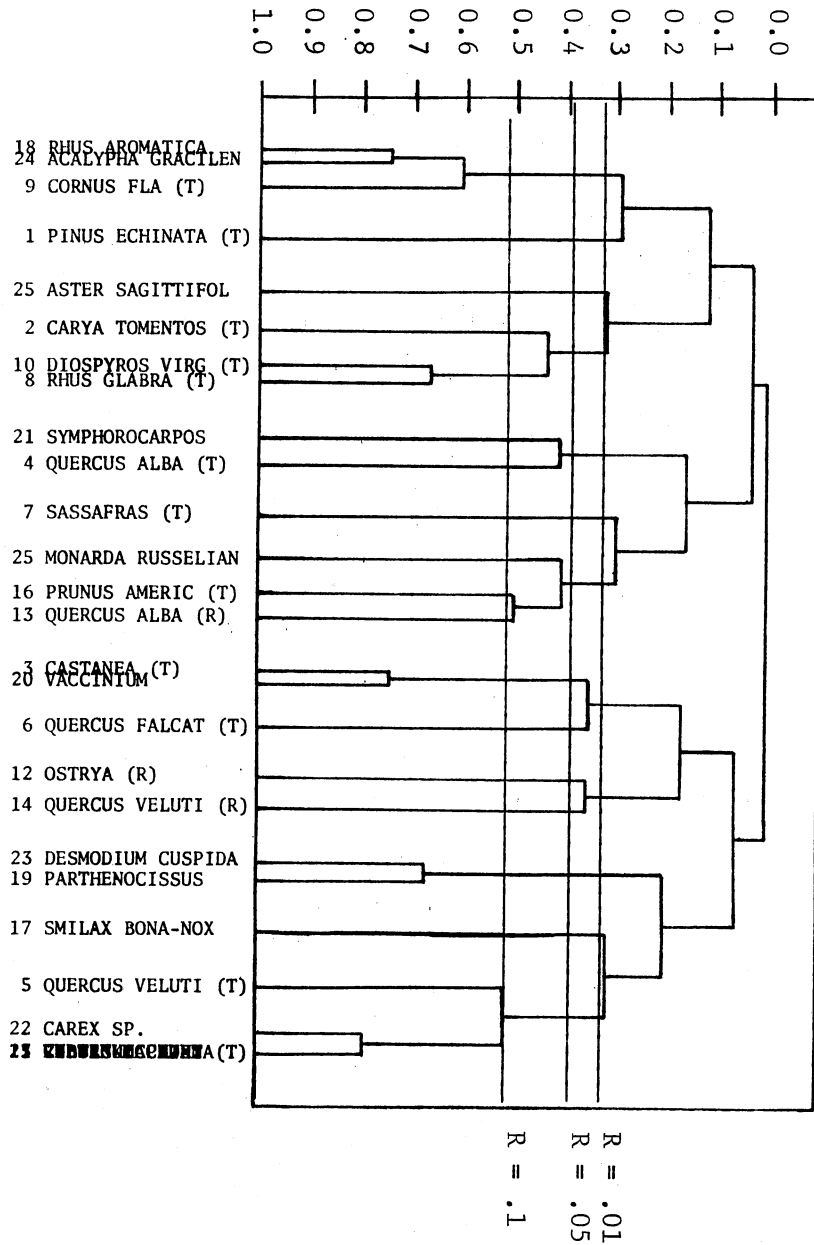 1.0
0.9
0.8
0.7
0.6
0.5
0.4
0.3
0.2
0.1
0.0
18 RHUS AROMATICA
24 ACALYPHA GRACILEN
9 CORNUS FLA (T)
1 PINUS ECHINATA (T)
25 ASTER SAGITTIFOL
2 CARYA TOMENTOS (T)
10 DIOSPYROS VIRG (T)
8 RHUS GLABRA (T)
21 SYMPHOROCARPOS
4 QUERCUS ALBA (T)
7 SASSAFRAS (T)
25 MONARDA RUSSELIAN
16 PRUNUS AMERIC (T)
13 QUERCUS ALBA (R)
3 CASTANEA (T)
20 VACCINIUM
6 QUERCUS FALCAT (T)
12 OSTRYA (R)
14 QUERCUS VELUTI (R)
23 DESMODIUM CUSPIDA
19 PARTHENOCISSUS
17 SMILAX BONA-NOX
5 QUERCUS VELUTI (T)
22 CAREX SP.
(T)
R = .1
R = .05
R = .01